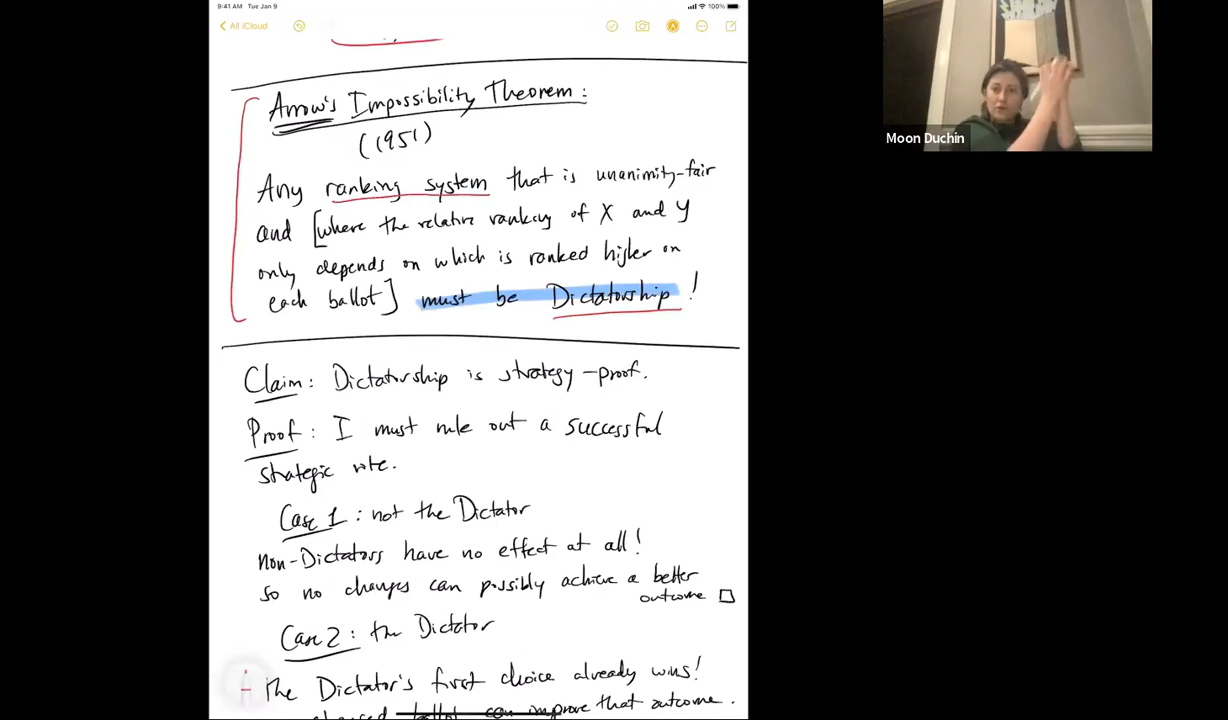 9:41 AM Tue Jan 9
100%
All iCloud
Arrow's Impossibility Theorem:
(1951)
Any ranking system that is unanimity-fair
and [where the relative ranking of X and Y
only depends on which is ranked higher on
each ballot] must be Dictatorship!
Claim: Dictatorship is strategy-proof.
Proof: I must rule out a successful
strategic vote.
Case 1: not the Dictator
non-Dictators have no effect at all!
so no changes can possibly achieve a better
outcome
Case 2: the Dictator
The Dictator's first choice already wins!
ballot can improve that outcome.
Moon Duchin